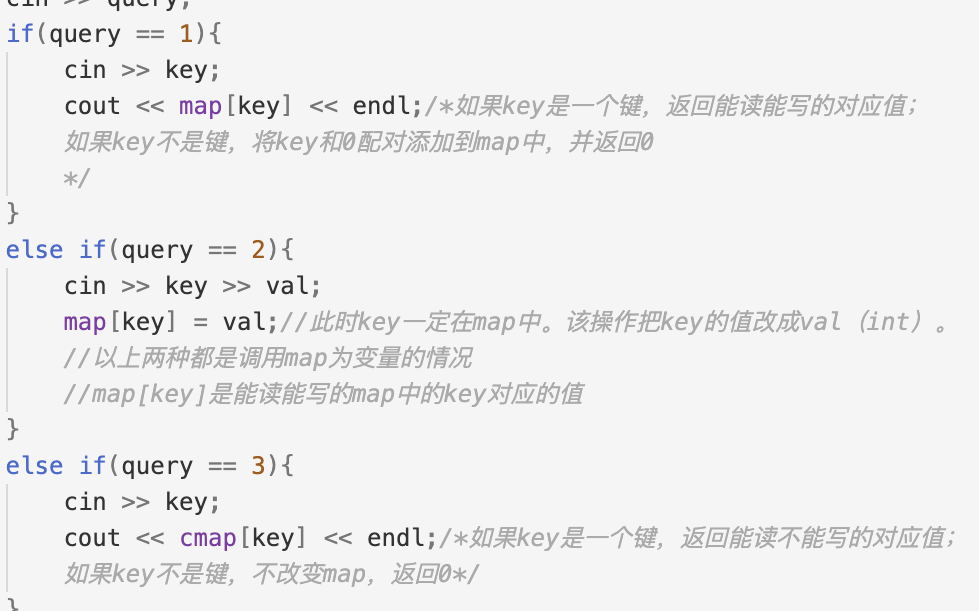 cin >> query;
if(query == 1){
    cin >> key;
    cout << map[key] << endl;/*如果key是一个键，返回能读能写的对应值；
    如果key不是键，将key和0配对添加到map中，并返回0
    */
}
else if(query == 2){
    cin >> key >> val;
    map[key] = val;//此时key一定在map中。该操作把key的值改成val（int）。
    //以上两种都是调用map为变量的情况
    //map[key]是能读能写的map中的key对应的值
}
else if(query == 3){
    cin >> key;
    cout << cmap[key] << endl;/*如果key是一个键，返回能读不能写的对应值；
    如果key不是键，不改变map，返回0*/
}